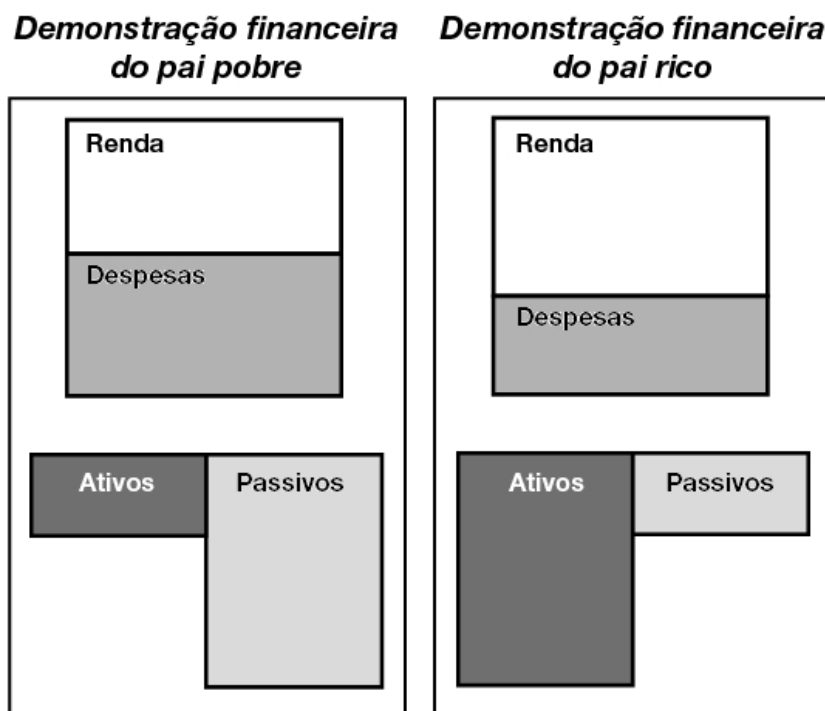 Demonstração financeira
do pai pobre
Renda
Despesas
Ativos
Passivos
Demonstração financeira
do pai rico
Renda
Despesas
Ativos
Passivos